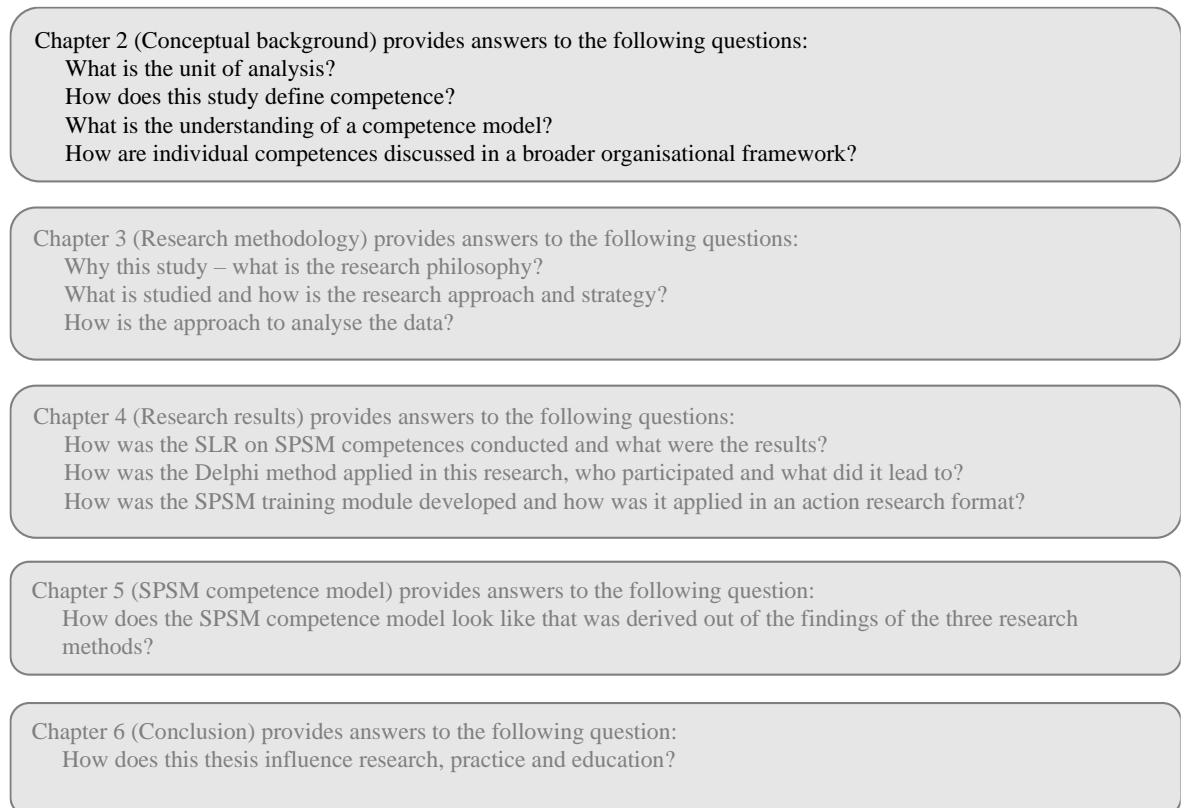 Chapter 2 (Conceptual background) provides answers to the following questions:
What is the unit of analysis?
How does this study define competence?
What is the understanding of a competence model?
How are individual competences discussed in a broader organisational framework?
Chapter 3 (Research methodology) provides answers to the following questions:
Why this study – what is the research philosophy?
What is studied and how is the research approach and strategy?
How is the approach to analyse the data?
Chapter 4 (Research results) provides answers to the following questions:
How was the SLR on SPSM competences conducted and what were the results?
How was the Delphi method applied in this research, who participated and what did it lead to?
How was the SPSM training module developed and how was it applied in an action research format?
Chapter 5 (SPSM competence model) provides answers to the following question:
How does the SPSM competence model look like that was derived out of the findings of the three research
methods?
Chapter 6 (Conclusion) provides answers to the following question:
How does this thesis influence research, practice and education?